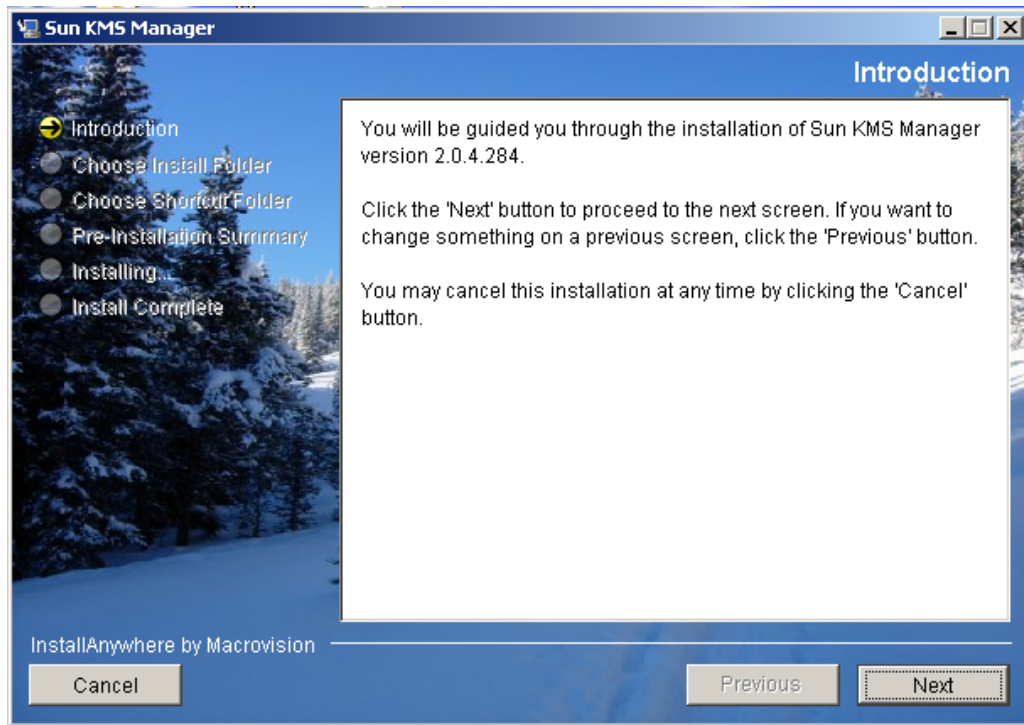 Sun KMS Manager
Introduction
Introduction
Choose Install Folder
Choose Shortcut Folder
Pre-Installation Summary
Installing...
Install Complete
You will be guided you through the installation of Sun KMS Manager
version 2.0.4.284.
Click the 'Next' button to proceed to the next screen. If you want to
change something on a previous screen, click the 'Previous' button.
You may cancel this installation at any time by clicking the 'Cancel'
button.
InstallAnywhere by Macrovision
Cancel
Previous
Next